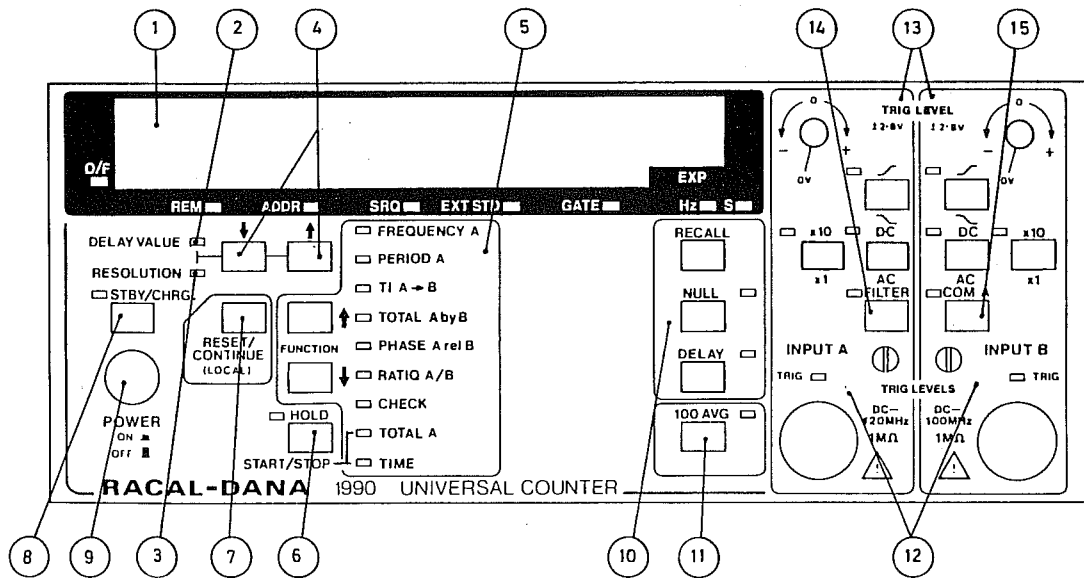 1 2 4 5 14 13 15
O/F
EXP
REM ADDR SRQ EXT STD GATE Hz S
DELAY VALUE
RESOLUTION
STBY/CHRG.
RESET/
CONTINUE
(LOCAL)
POWER
ON
OFF
FUNCTION
HOLD
START/STOP
FREQUENCY A
PERIOD A
TI A → B
TOTAL A by B
PHASE A rel B
RATIO A/B
CHECK
TOTAL A
TIME
RECALL
NULL
DELAY
100 AVG
TRIG LEVEL
±2·8V ±2·8V
0 0
- + - +
0V 0V
x10 DC DC x10
x1 AC AC x1
FILTER COM A
INPUT A INPUT B
TRIG TRIG
TRIG LEVELS
DC– DC–
120MHz 100MHz
1MΩ 1MΩ
! !
RACAL-DANA 1990 UNIVERSAL COUNTER
8 9 3 7 6 10 11 12